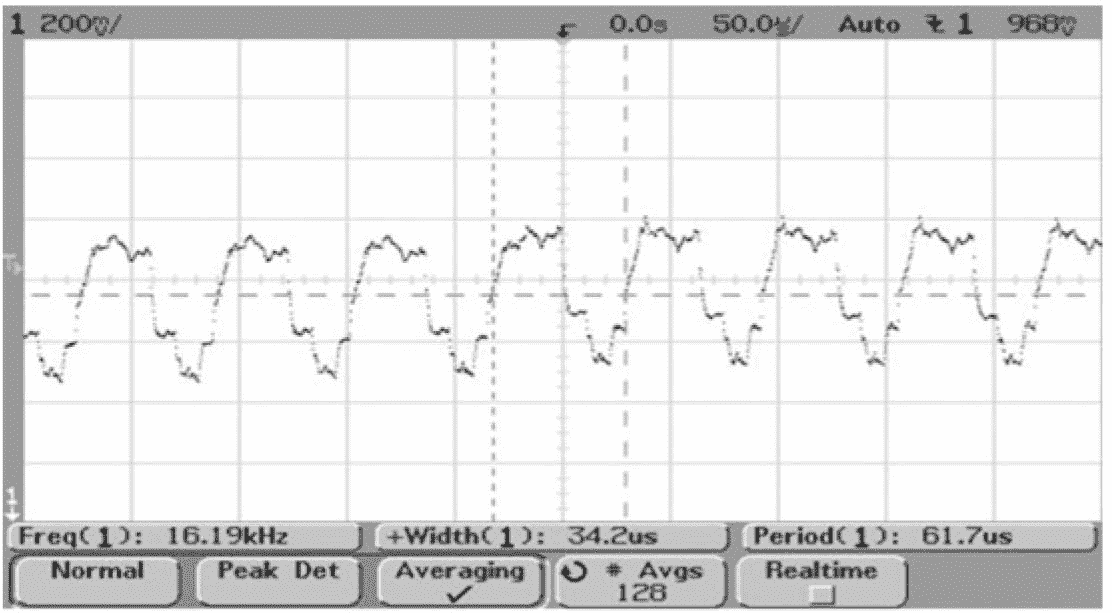 1 200mV/ 0.0s 50.0us/ Auto 1 968mV
1
Freq(1): 16.19kHz +Width(1): 34.2us Period(1): 61.7us
Normal Peak Det Averaging # Avgs Realtime
128